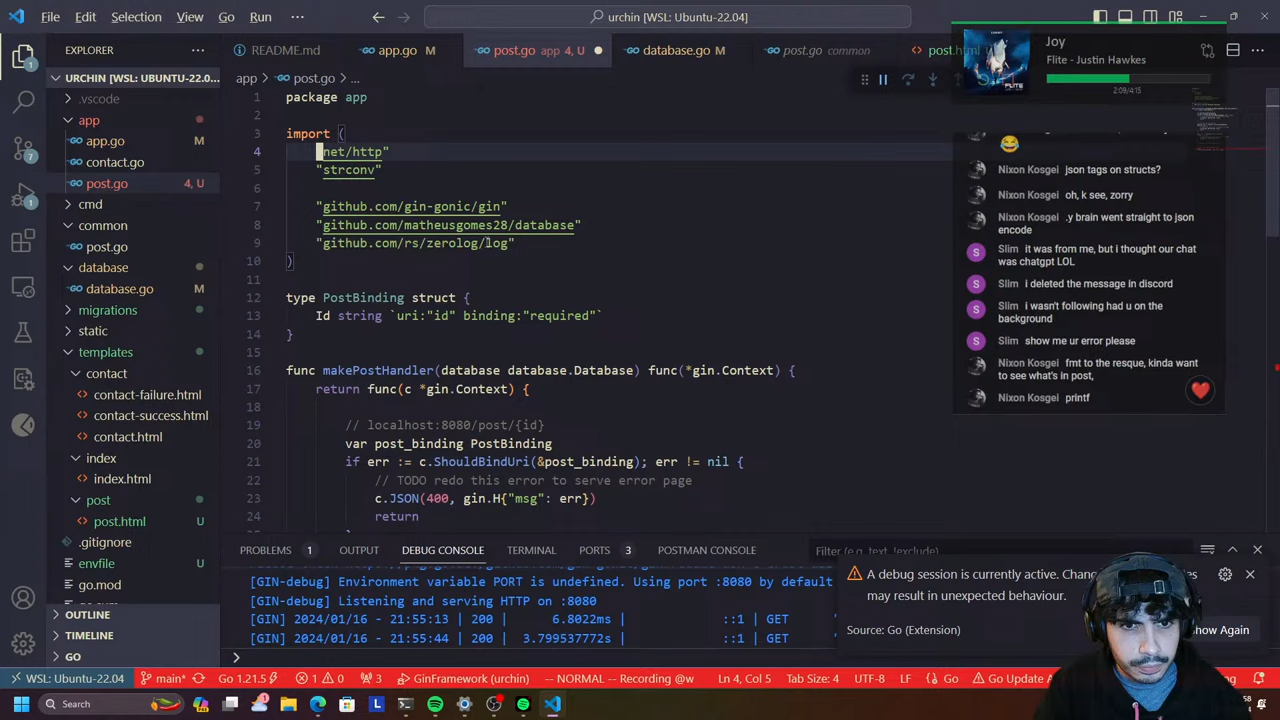 File Edit Selection View Go Run
urchin [WSL: Ubuntu-22.04]
EXPLORER
README.md
app.go M
post.go app 4, U
database.go M
post.go common
post.html
URCHIN [WSL: UBUNTU-22.04]
app > post.go > ...
.vscode
app
app.go M
contact.go
post.go 4, U
cmd
common
post.go
database
database.go M
migrations
static
templates
contact
contact-failure.html
contact-success.html
contact.html
index
index.html
post
post.html U
.gitignore
envfile U
go.mod
OUTLINE
TIMELINE
GO
1 package app
2
3 import (
4 "net/http"
5 "strconv"
6
7 "github.com/gin-gonic/gin"
8 "github.com/matheusgomes28/database"
9 "github.com/rs/zerolog/log"
10 )
11
12 type PostBinding struct {
13 Id string `uri:"id" binding:"required"`
14 }
15
16 func makePostHandler(database database.Database) func(*gin.Context) {
17 return func(c *gin.Context) {
18
19 // localhost:8080/post/{id}
20 var post_binding PostBinding
21 if err := c.ShouldBindUri(&post_binding); err != nil {
22 // TODO redo this error to serve error page
23 c.JSON(400, gin.H{"msg": err})
24 return
Joy
Flite - Justin Hawkes
2:09/4:15
FLITE
Nixon Kosgei json tags on structs?
Nixon Kosgei oh, k see, zorry
Nixon Kosgei .y brain went straight to json
encode
Slim it was from me, but i thought our chat
was chatgpt LOL
Slim i deleted the message in discord
Slim i wasn't following had u on the
background
Slim show me ur error please
Nixon Kosgei fmt to the resque, kinda want
to see what's in post,
Nixon Kosgei printf
PROBLEMS 1 OUTPUT DEBUG CONSOLE TERMINAL PORTS 3 POSTMAN CONSOLE
Filter (e.g. text, !exclude)
[GIN-debug] Environment variable PORT is undefined. Using port :8080 by default
[GIN-debug] Listening and serving HTTP on :8080
[GIN] 2024/01/16 - 21:55:13 | 200 | 6.8022ms | ::1 | GET
[GIN] 2024/01/16 - 21:55:44 | 200 | 3.799537772s | ::1 | GET
A debug session is currently active.
may result in unexpected behaviour.
Source: Go (Extension)
Show Again
WSL: Ubuntu-22.04 main* 1 0 3 GinFramework (urchin) -- NORMAL -- Recording @w Ln 4, Col 5 Tab Size: 4 UTF-8 LF Go Go 1.21.5
Search